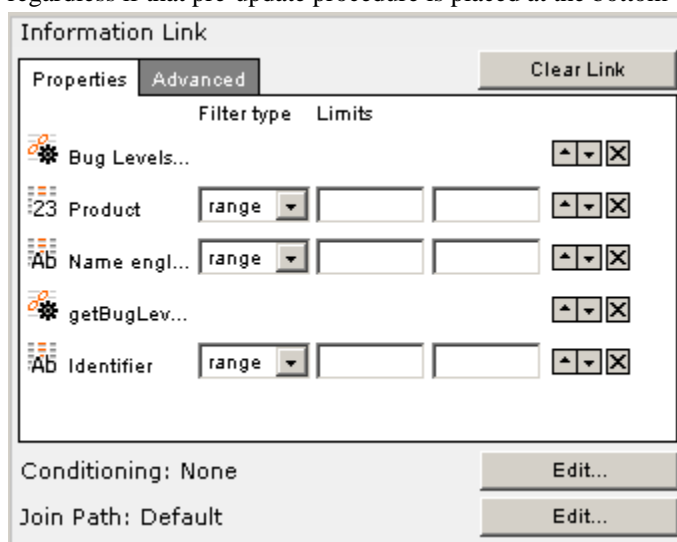 regardless if that pre-update procedure is placed at the bottom
Information Link
Properties Advanced Clear Link
Filter type Limits
Bug Levels...
23 Product range
Ab Name engl... range
getBugLev...
Ab Identifier range
Conditioning: None Edit...
Join Path: Default Edit...